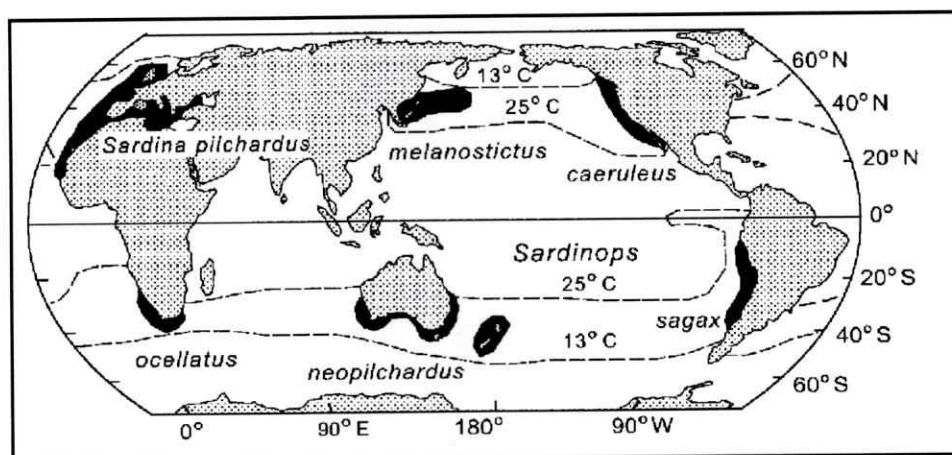 13° C
60° N
25° C
40° N
Sardina pilchardus
melanostictus
20° N
caeruleus
0°
Sardinops
25° C
20° S
sagax
13° C
40° S
ocellatus
neopilchardus
60° S
0°
90° E
180°
90° W